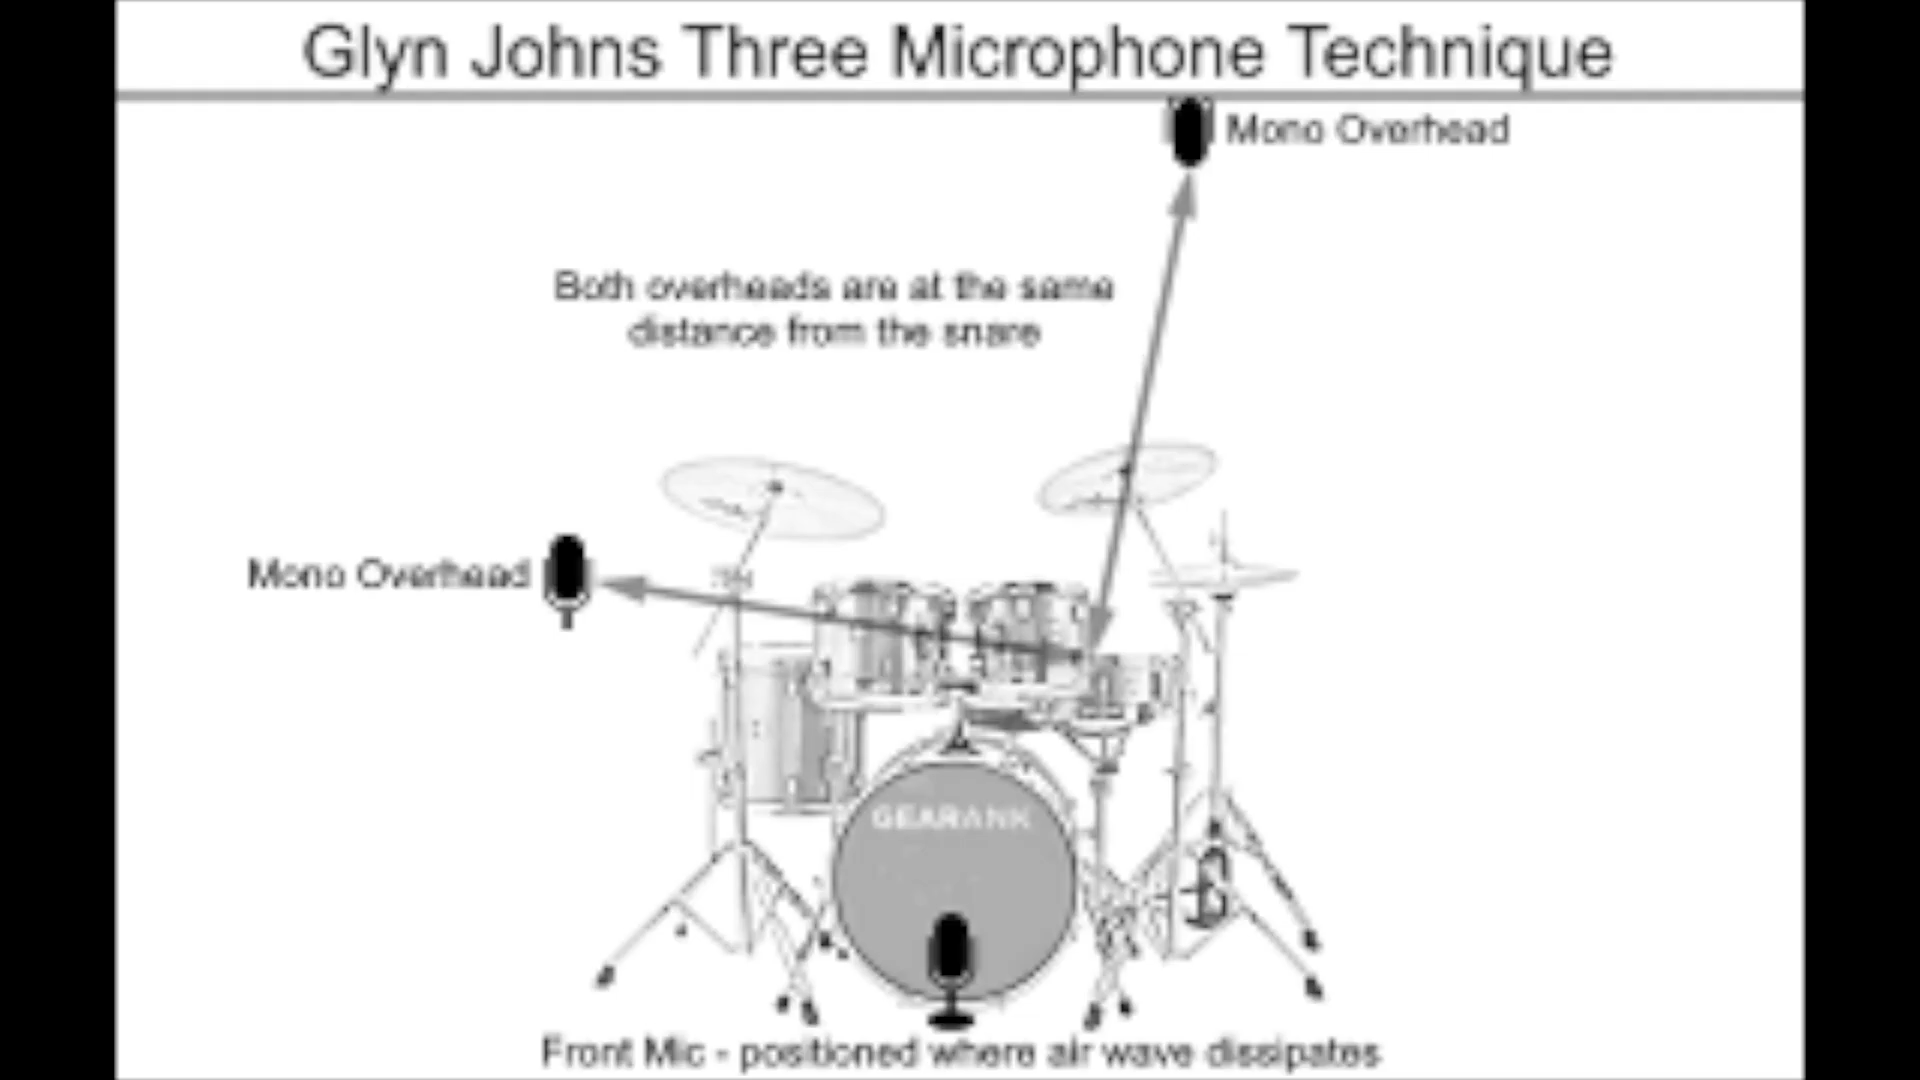 Glyn Johns Three Microphone Technique
Mono Overhead
Both overheads are at the same
distance from the snare
Mono Overhead
GEARANK
Front Mic - positioned where air wave dissipates